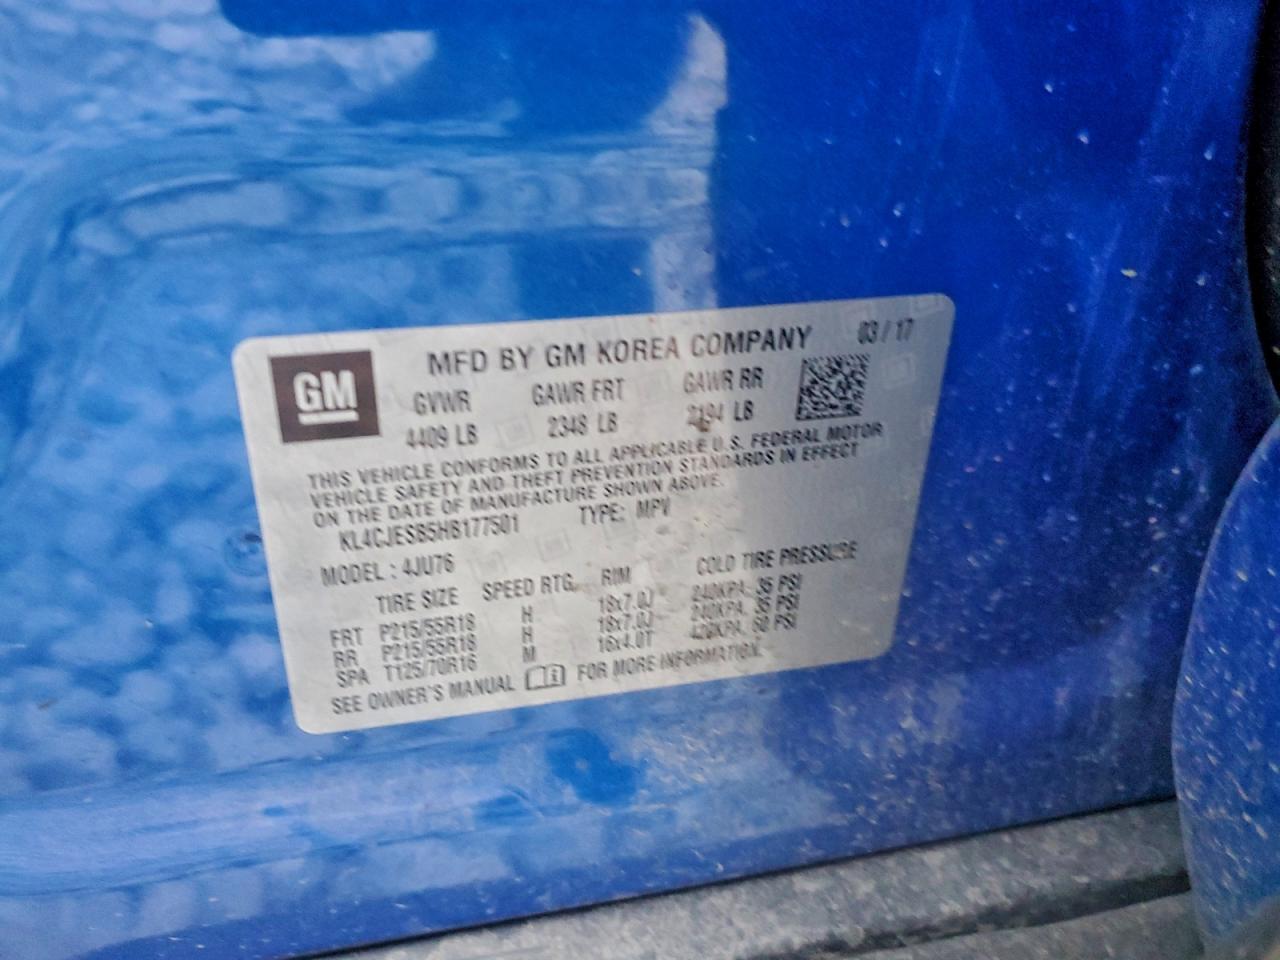 GM
MFD BY GM KOREA COMPANY 03 / 17
GVWR GAWR FRT GAWR RR
4409 LB 2348 LB 2194 LB
THIS VEHICLE CONFORMS TO ALL APPLICABLE U.S. FEDERAL MOTOR
VEHICLE SAFETY AND THEFT PREVENTION STANDARDS IN EFFECT
ON THE DATE OF MANUFACTURE SHOWN ABOVE.
KL4CJESB5HB177501 TYPE: MPV
MODEL : 4JU76
TIRE SIZE SPEED RTG. RIM COLD TIRE PRESSURE
FRT P215/55R18 H 18x7.0J 240KPA, 35 PSI
RR P215/55R18 H 18x7.0J 240KPA, 35 PSI
SPA T125/70R16 M 16x4.0T 420KPA, 60 PSI
SEE OWNER'S MANUAL FOR MORE INFORMATION.